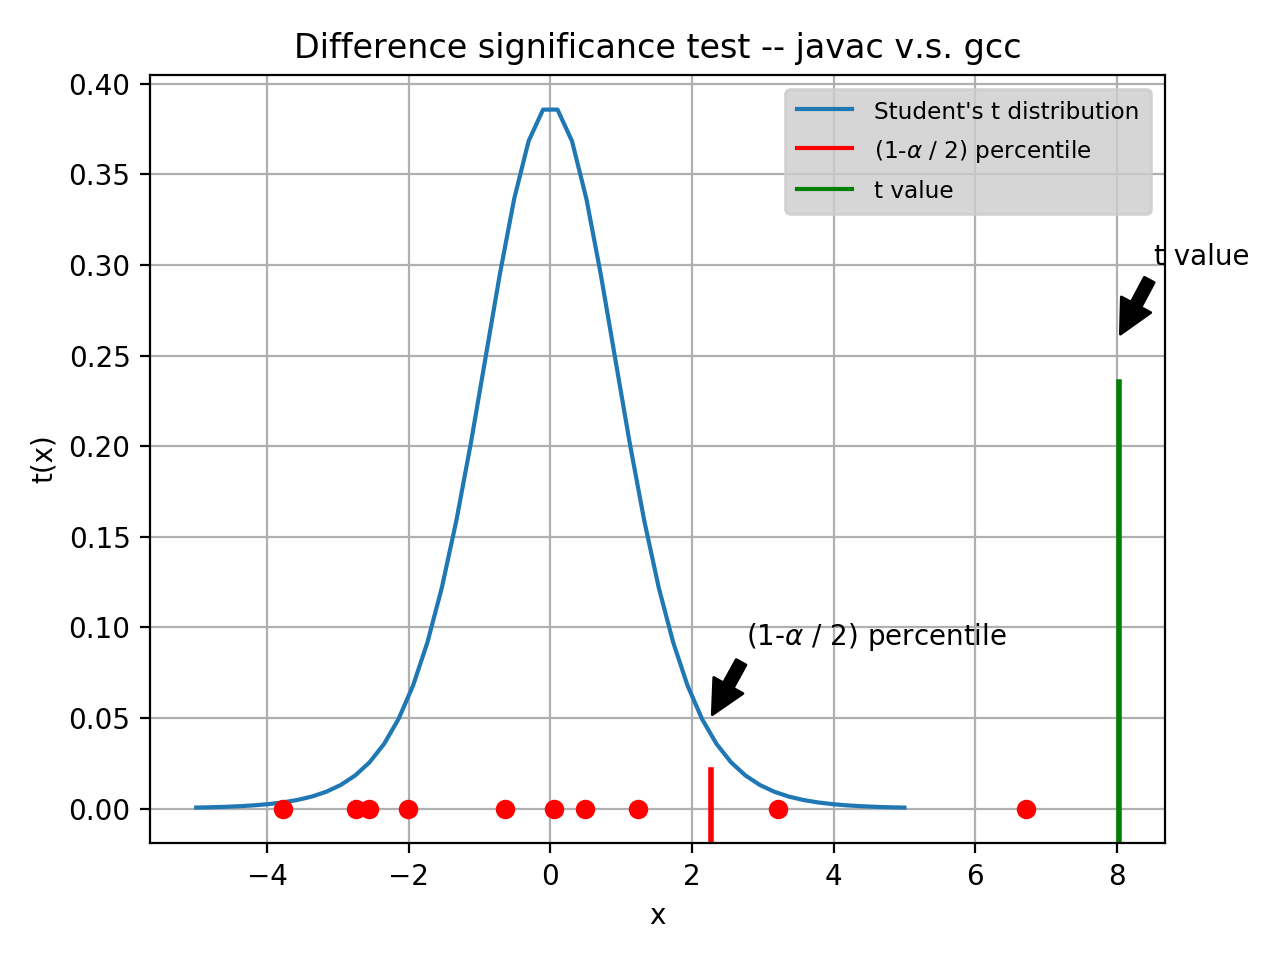 Difference significance test -- javac v.s. gcc
0.40
Student's t distribution
(1-α / 2) percentile
t value
0.35
0.30
t value
0.25
0.20
t(x)
0.15
0.10
(1-α / 2) percentile
0.05
0.00
−4
−2
0
2
4
6
8
x